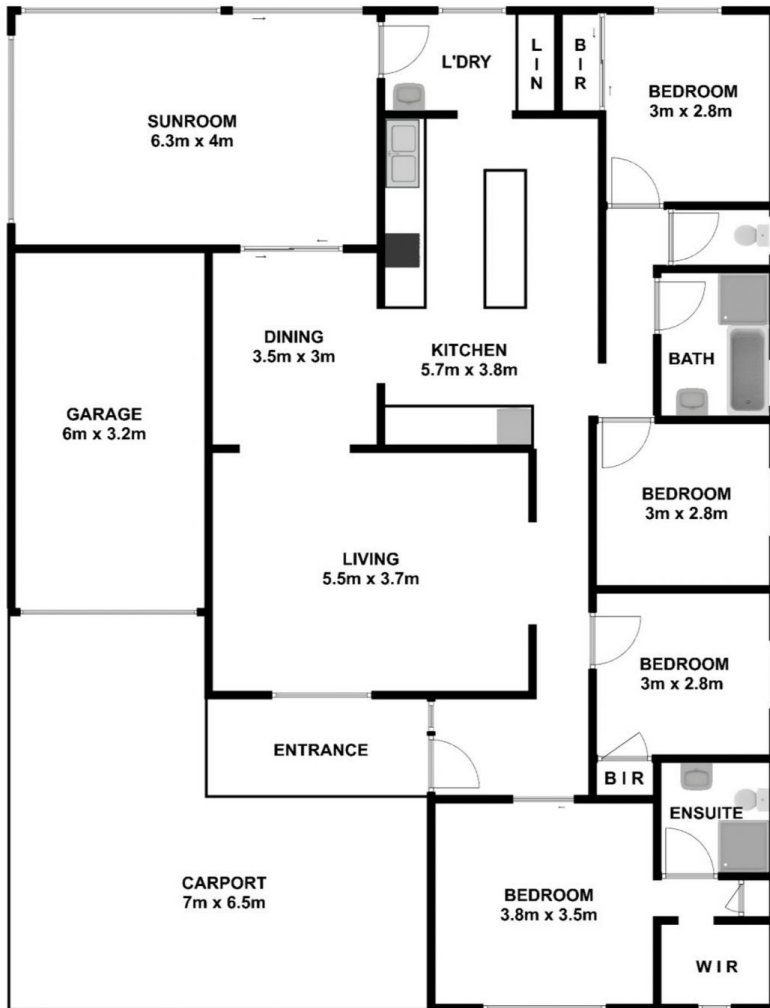 L'DRY
L
I
N
B
I
R
BEDROOM
3m x 2.8m
SUNROOM
6.3m x 4m
DINING
3.5m x 3m
KITCHEN
5.7m x 3.8m
BATH
GARAGE
6m x 3.2m
BEDROOM
3m x 2.8m
LIVING
5.5m x 3.7m
BEDROOM
3m x 2.8m
ENTRANCE
B I R
ENSUITE
CARPORT
7m x 6.5m
BEDROOM
3.8m x 3.5m
W I R